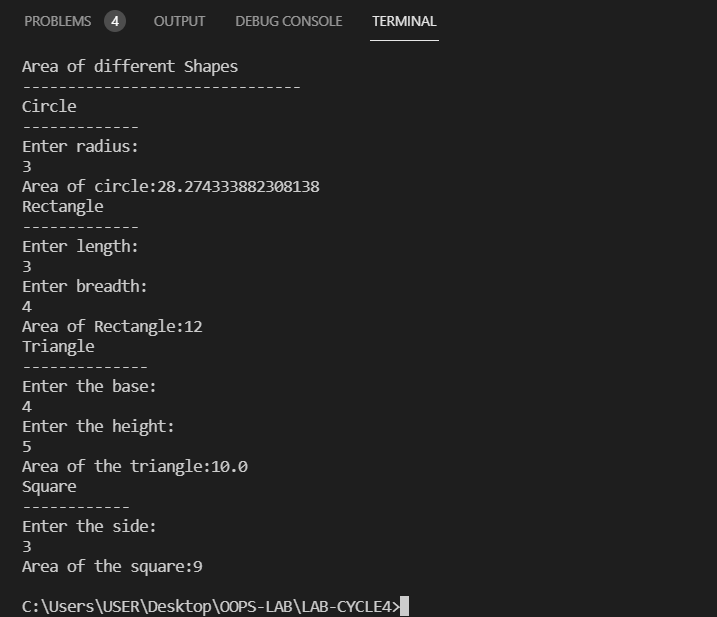 PROBLEMS 4 OUTPUT DEBUG CONSOLE TERMINAL
Area of different Shapes
-------------------------------
Circle
-------------
Enter radius:
3
Area of circle:28.274333882308138
Rectangle
-------------
Enter length:
3
Enter breadth:
4
Area of Rectangle:12
Triangle
--------------
Enter the base:
4
Enter the height:
5
Area of the triangle:10.0
Square
------------
Enter the side:
3
Area of the square:9
C:\Users\USER\Desktop\OOPS-LAB\LAB-CYCLE4>